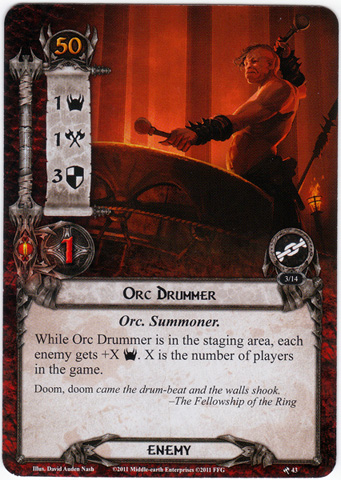 50
1
1
3
1
3/14
Orc Drummer
Orc. Summoner.
While Orc Drummer is in the staging area, each
enemy gets +X . X is the number of players
in the game.
Doom, doom came the drum-beat and the walls shook.
–The Fellowship of the Ring
ENEMY
Illus. David Auden Nash
©2011 Middle-earth Enterprises ©2011 FFG
43